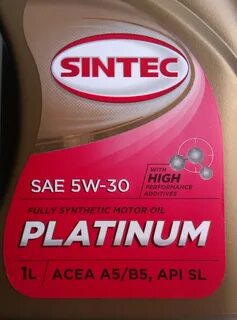 SINTEC
WITH
HIGH
PERFORMANCE
ADDITIVES
SAE 5W-30
FULLY SYNTHETIC MOTOR OIL
PLATINUM
1L ACEA A5/B5, API SL